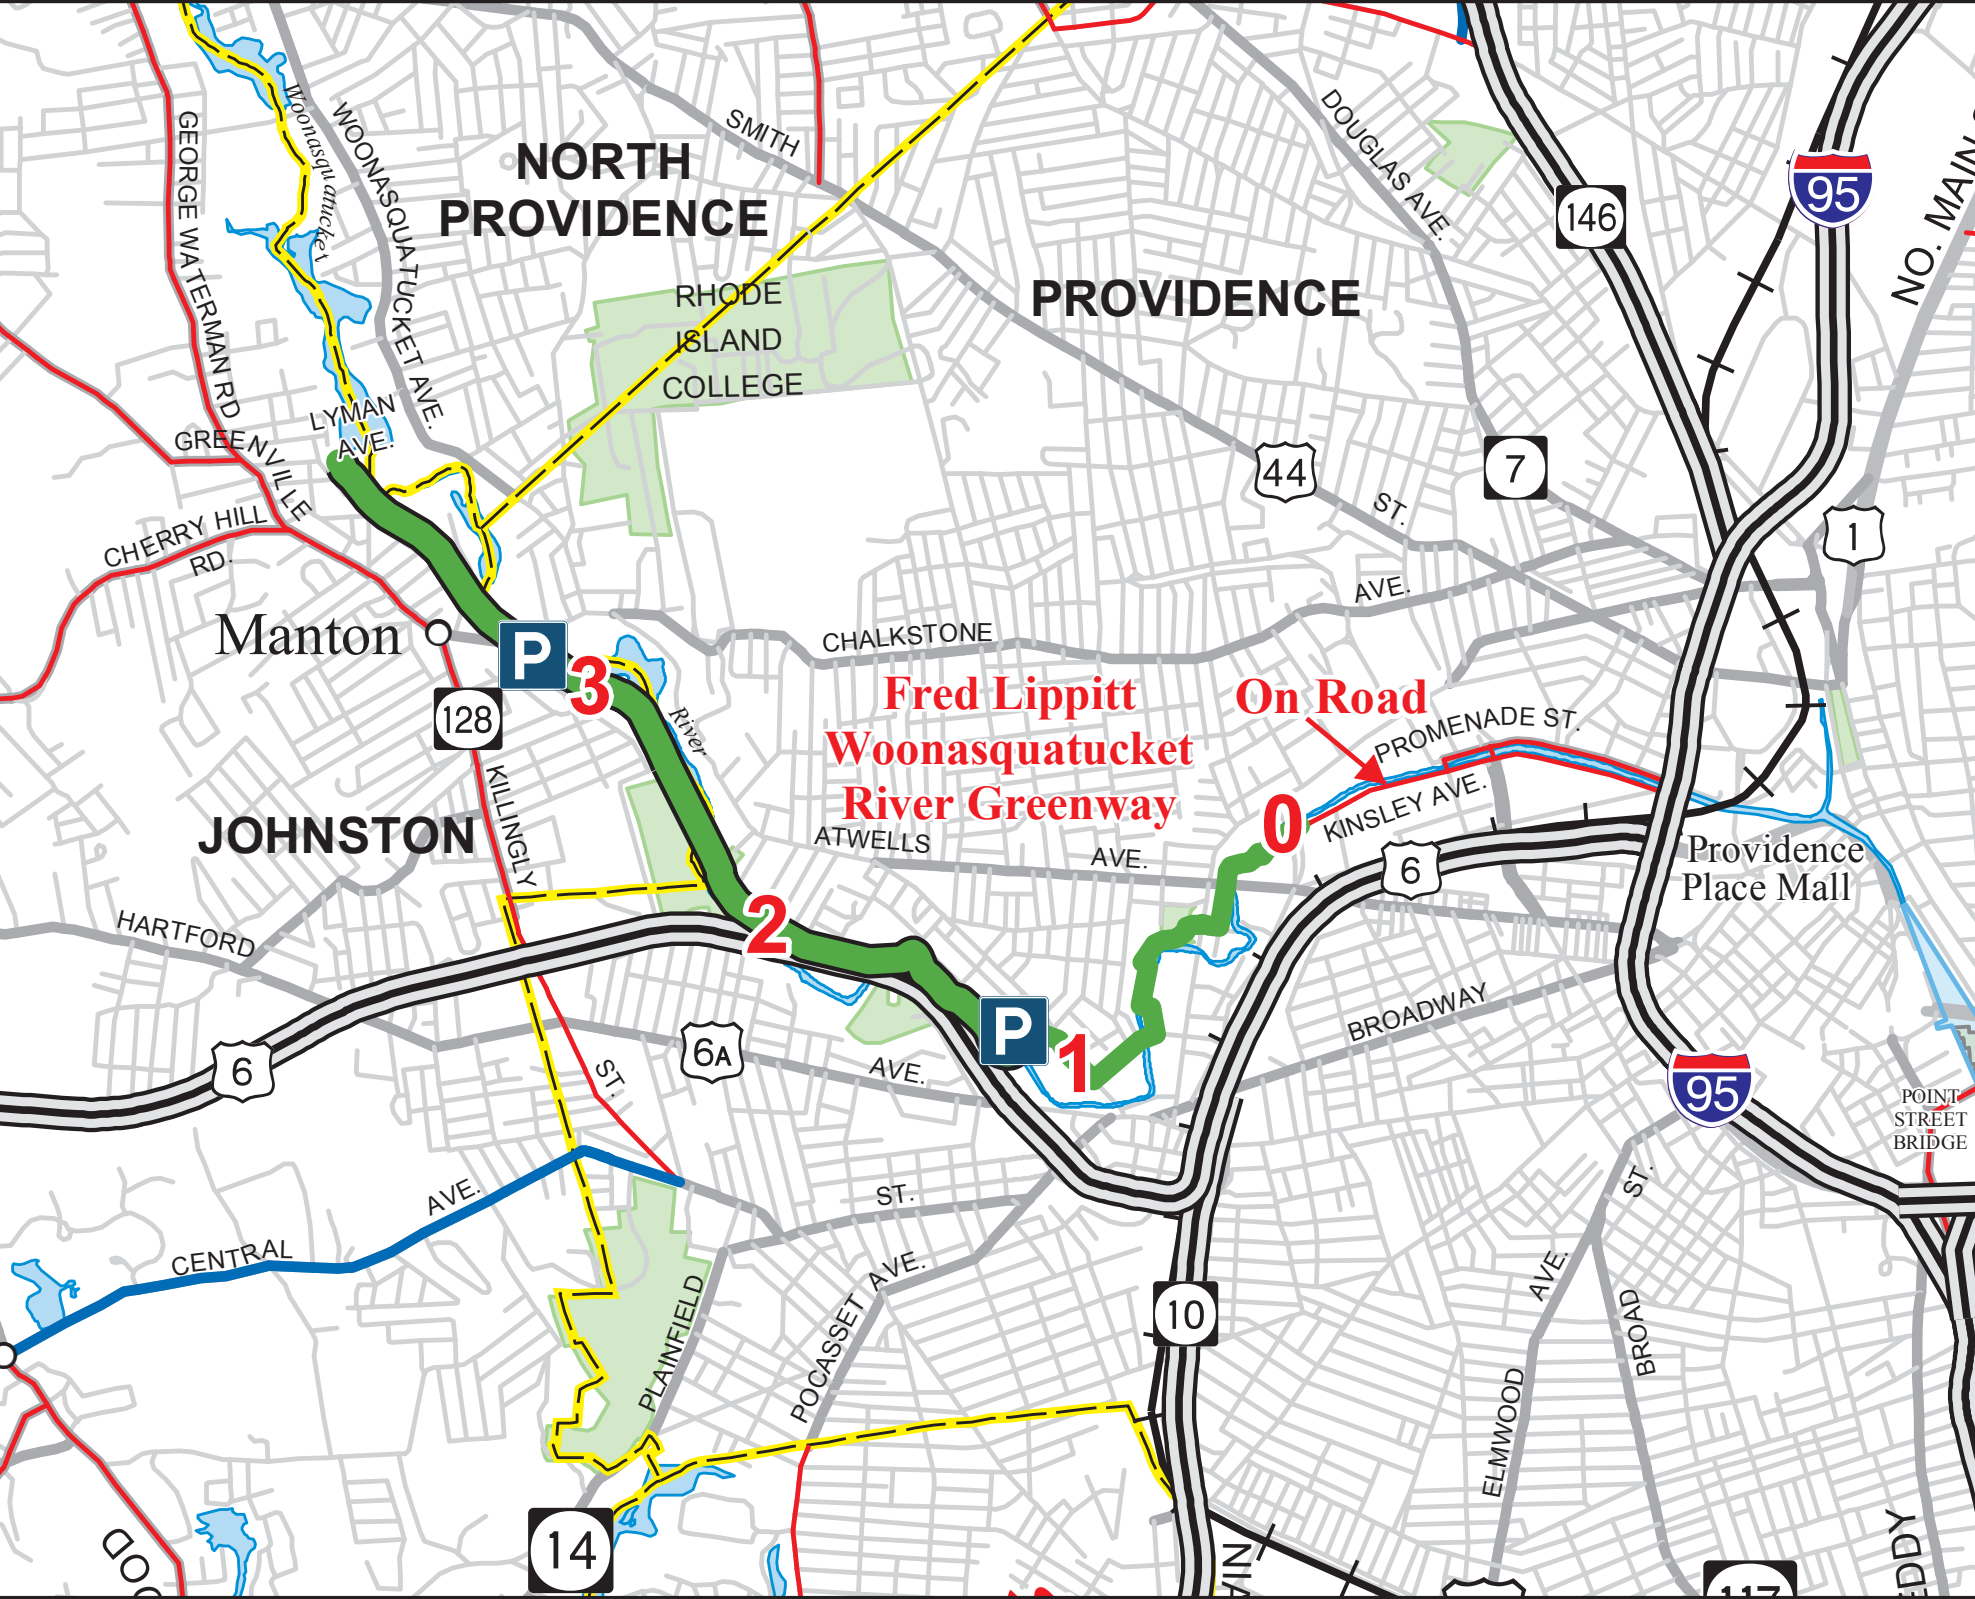 Woonasquatucket
WOONASQUATUCKET AVE.
GEORGE WATERMAN RD
NORTH
PROVIDENCE
SMITH
DOUGLAS AVE.
146
95
NO. MAIN
RHODE
ISLAND
COLLEGE
PROVIDENCE
LYMAN
AVE.
GREENVILLE
CHERRY HILL
RD.
44
ST.
7
1
Manton
P
3
128
River
CHALKSTONE
AVE.
Fred Lippitt
Woonasquatucket
River Greenway
On Road
PROMENADE ST.
KINSLEY AVE.
0
JOHNSTON
KILLINGLY
ATWELLS
AVE.
6
Providence
Place Mall
HARTFORD
2
6
6A
AVE.
ST.
P
1
BROADWAY
95
POINT
STREET
BRIDGE
CENTRAL
AVE.
ST.
PLAINFIELD
POCASSET AVE.
10
ST.
AVE.
ELMWOOD
BROAD
14
OOD
NIA
EDDY
117